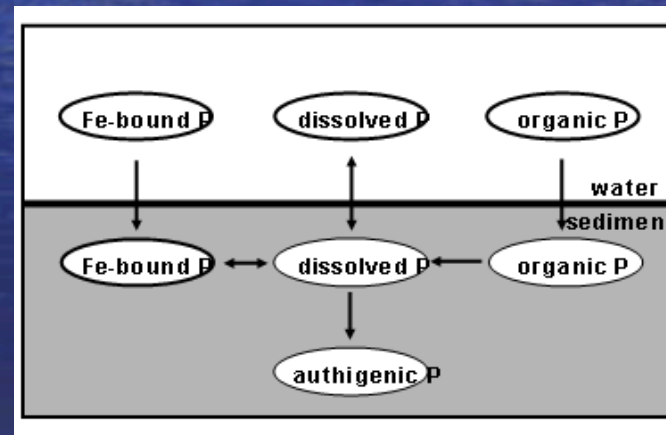 Fe-bound P dissolved P organic P
water
sedimen
Fe-bound P dissolved P organic P
authigenic P